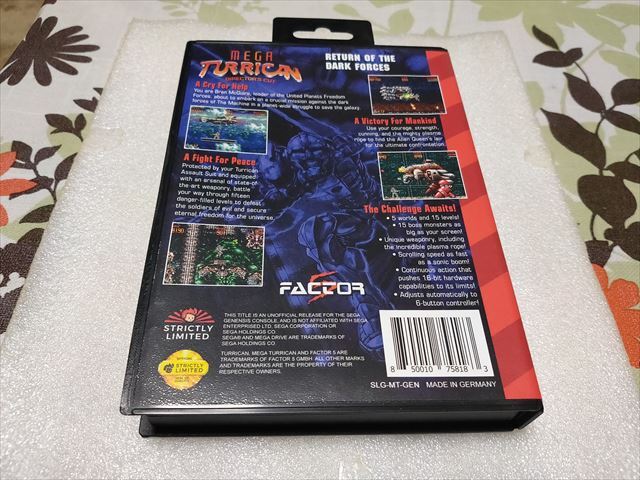 MEGA
TURRICAN
DIRECTOR'S CUT
RETURN OF THE
DARK FORCES
A Cry For Help
You are Bren McGuire, leader of the United Planets Freedom
Forces, about to embark on a crucial mission against the dark
forces of The Machine in a planet-wide struggle to save the galaxy.
A Victory For Mankind
Use your courage, strength,
cunning, and the mighty plasma
rope to find the Alien Queen's lair
for the ultimate confrontation.
A Fight For Peace
Protected by your Turrican
Assault Suit and equipped
with an arsenal of state-of-
the-art weaponry, battle
your way through fifteen
danger-filled levels to defeat
the soldiers of evil and secure
eternal freedom for the universe.
The Challenge Awaits!
• 5 worlds and 15 levels!
• 15 boss monsters as
big as your screen!
• Unique weaponry, including
the incredible plasma rope!
• Scrolling speed as fast
as a sonic boom!
• Continuous action that
pushes 16-bit hardware
capabilities to its limits!
• Adjusts automatically to
6-button controller!
FACTOR 5
STRICTLY
LIMITED
THIS TITLE IS AN UNOFFICIAL RELEASE FOR THE SEGA
GENENSIS CONSOLE, AND IS NOT AFFILIATED WITH SEGA
ENTERPRISED LTD, SEGA CORPORATION OR
SEGA HOLDINGS CO.
SEGA® AND MEGA DRIVE ARE TRADEMARKS OF
SEGA HOLDINGS CO.
STRICTLY
LIMITED
TURRICAN, MEGA TURRICAN AND FACTOR 5 ARE
TRADEMARKS OF FACTOR 5 GMBH. ALL OTHER MARKS
AND TRADEMARKS ARE THE PROPERTY OF THEIR
RESPECTIVE OWNERS.
8 50010 75818 3
SLG-MT-GEN MADE IN GERMANY